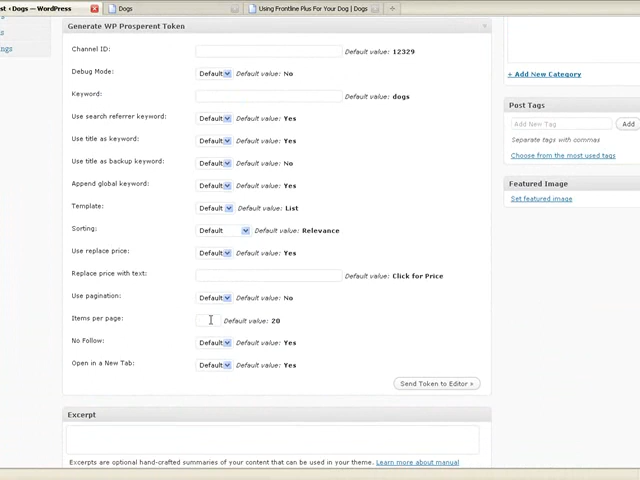 st ‹ Dogs — WordPress
Dogs
Using Frontline Plus For Your Dog | Dogs
s
ngs
Generate WP Prosperent Token
Channel ID: Default value: 12329
Debug Mode: Default Default value: No
Keyword: Default value: dogs
Use search referrer keyword: Default Default value: Yes
Use title as keyword: Default Default value: Yes
Use title as backup keyword: Default Default value: No
Append global keyword: Default Default value: Yes
Template: Default Default value: List
Sorting: Default Default value: Relevance
Use replace price: Default Default value: Yes
Replace price with text: Default value: Click for Price
Use pagination: Default Default value: No
Items per page: Default value: 20
No Follow: Default Default value: Yes
Open in a New Tab: Default Default value: Yes
Send Token to Editor »
Excerpt
Excerpts are optional hand-crafted summaries of your content that can be used in your theme. Learn more about manual
+ Add New Category
Post Tags
Add New Tag Add
Separate tags with commas
Choose from the most used tags
Featured Image
Set featured image